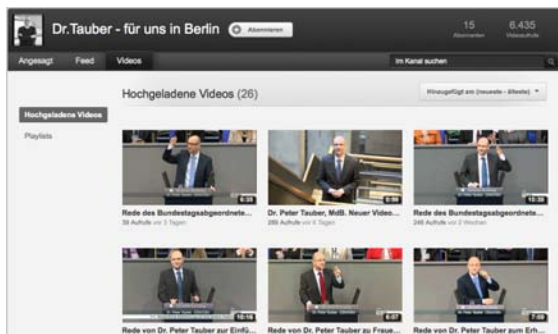 Dr.Tauber - für uns in Berlin
Abonnieren
15
Abonnenten
6.435
Videoaufrufe
Angesagt
Feed
Videos
Im Kanal suchen
Hochgeladene Videos
Playlists
Hochgeladene Videos (26)
Hinzugefügt am (neueste - älteste)
6:35
Rede des Bundestagsabgeordnete...
39 Aufrufe vor 3 Tagen
Dr. Peter Tauber, MdB. Neuer Video...
289 Aufrufe vor 6 Tagen
10:38
Rede des Bundestagsabgeordnete...
246 Aufrufe vor 2 Wochen
10:16
Rede von Dr. Peter Tauber zur Einfü...
6:07
Rede von Dr. Peter Tauber zu Fraue...
7:09
Rede von Dr. Peter Tauber zum Erh...